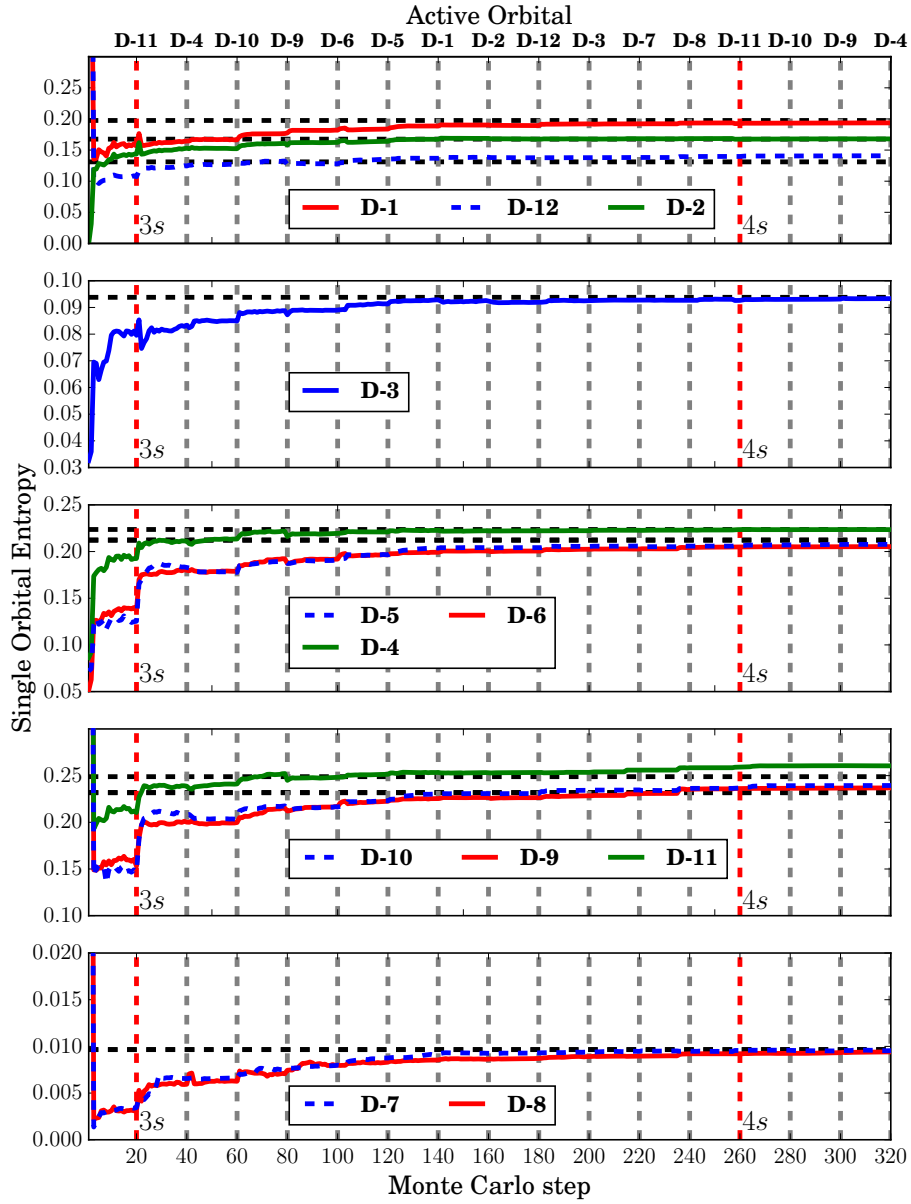 Active Orbital
D-11 D-4 D-10 D-9 D-6 D-5 D-1 D-2 D-12 D-3 D-7 D-8 D-11 D-10 D-9 D-4
0.25
0.20
0.15
0.10
0.05
0.00
3s 4s
D-1 D-12 D-2
0.10
0.09
0.08
0.07
0.06
0.05
0.04
0.03
3s 4s
D-3
Single Orbital Entropy
0.25
0.20
0.15
0.10
0.05
3s 4s
D-5 D-6
D-4
0.25
0.20
0.15
0.10
3s 4s
D-10 D-9 D-11
0.020
0.015
0.010
0.005
0.000
3s 4s
D-7 D-8
20 40 60 80 100 120 140 160 180 200 220 240 260 280 300 320
Monte Carlo step